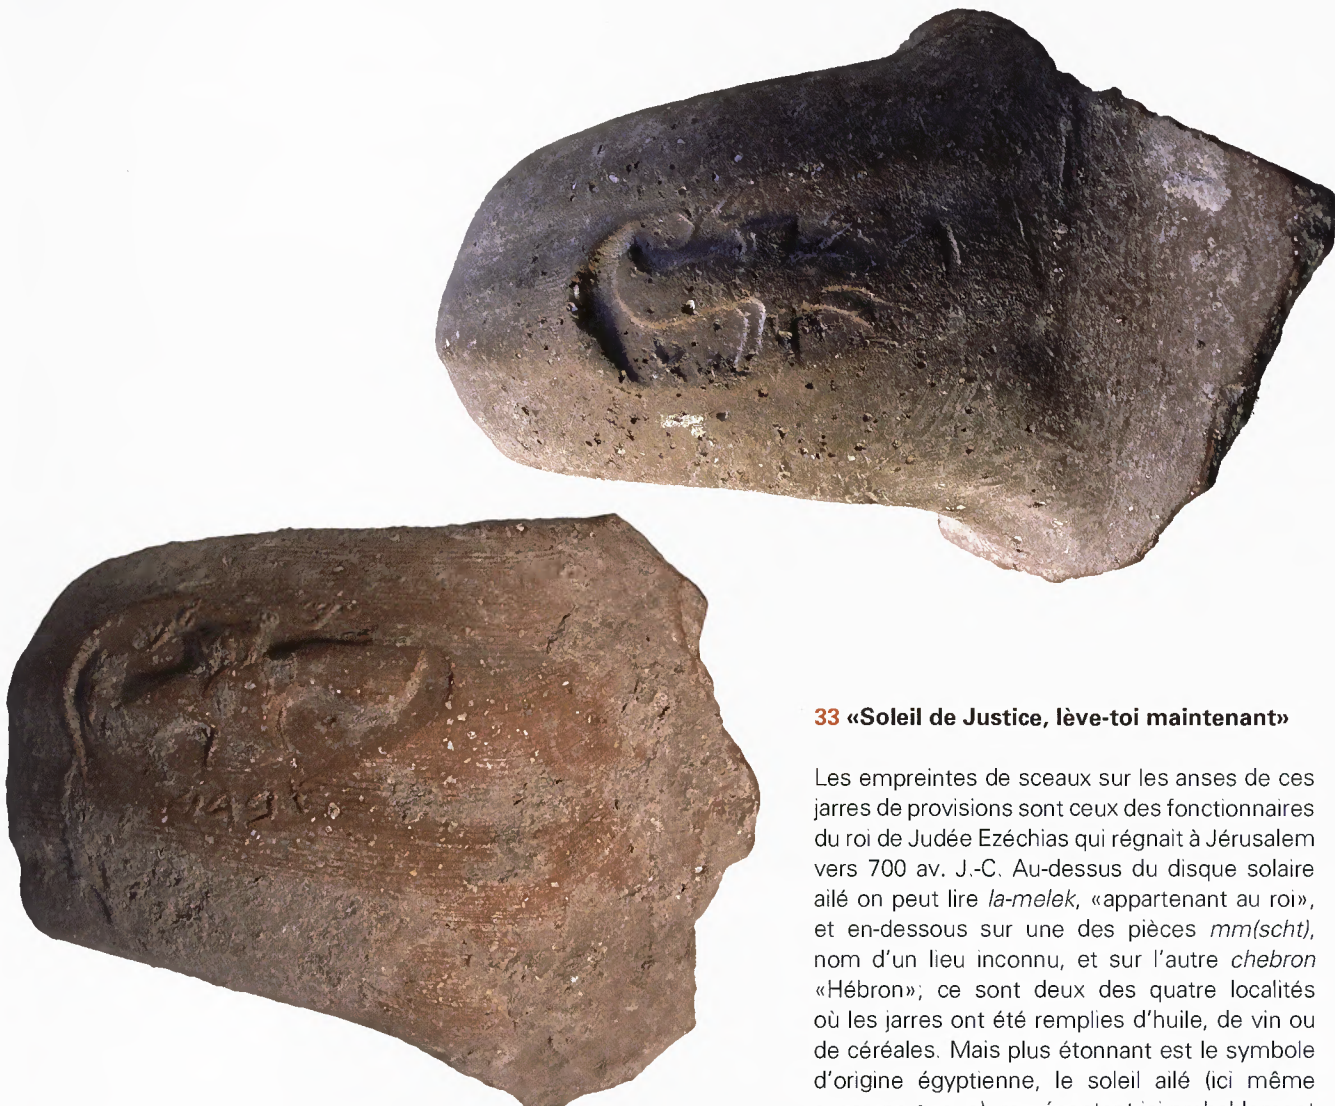 33 «Soleil de Justice, lève-toi maintenant»
Les empreintes de sceaux sur les anses de ces
jarres de provisions sont ceux des fonctionnaires
du roi de Judée Ezéchias qui régnait à Jérusalem
vers 700 av. J.-C. Au-dessus du disque solaire
ailé on peut lire la-melek, «appartenant au roi»,
et en-dessous sur une des pièces mm(scht),
nom d'un lieu inconnu, et sur l'autre chebron
«Hébron»; ce sont deux des quatre localités
où les jarres ont été remplies d'huile, de vin ou
de céréales. Mais plus étonnant est le symbole
d'origine égyptienne, le soleil ailé (ici même